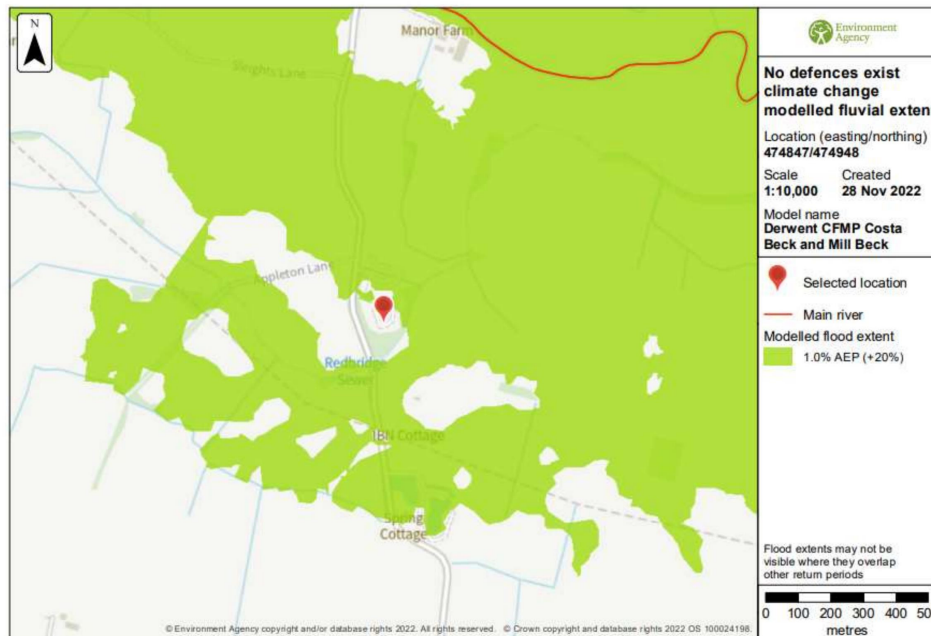 N
Manor Farm
Sleights Lane
Appleton Lane
Redbridge
Sewer
IBN Cottage
Spring
Cottage
© Environment Agency copyright and/or database rights 2022. All rights reserved. © Crown copyright and database rights 2022 OS 100024198.
Environment
Agency
No defences exist
climate change
modelled fluvial exten
Location (easting/northing)
474847/474948
Scale Created
1:10,000 28 Nov 2022
Model name
Derwent CFMP Costa
Beck and Mill Beck
Selected location
Main river
Modelled flood extent
1.0% AEP (+20%)
Flood extents may not be
visible where they overlap
other return periods
0 100 200 300 400 50
metres